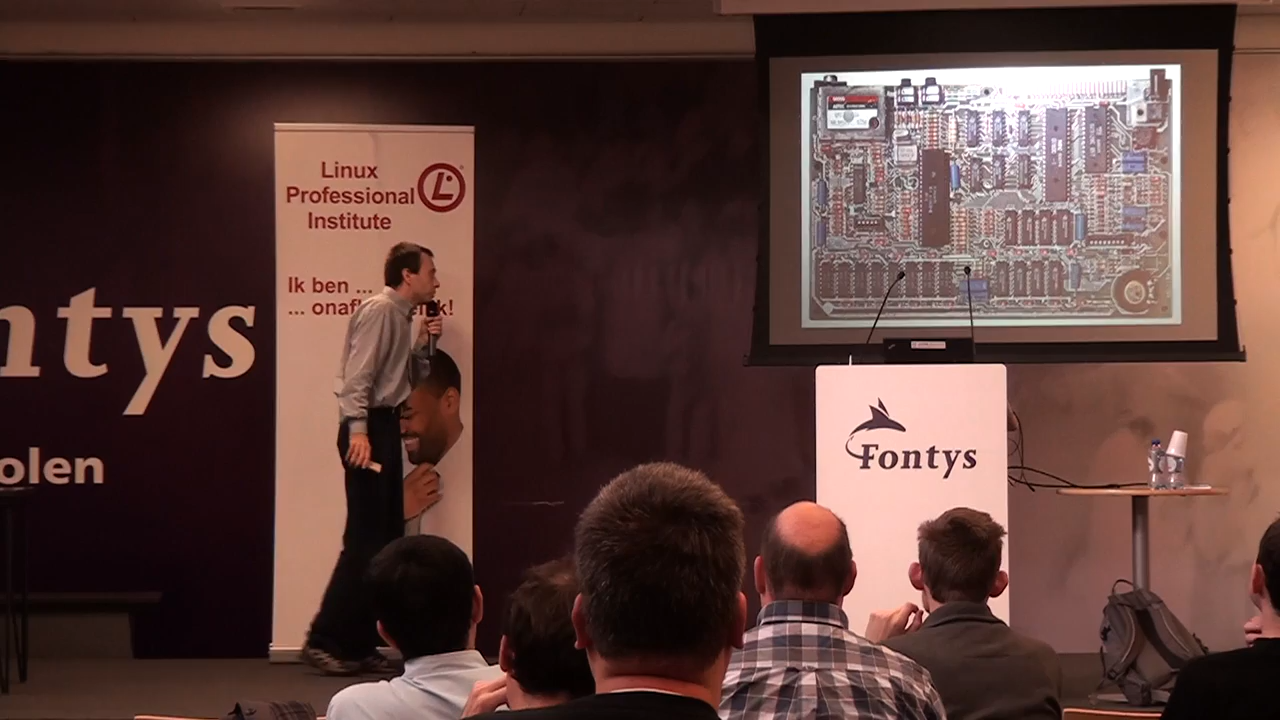 Linux
Professional
Institute
Ik ben ...
... onaf
k!
ntys
olen
Fontys